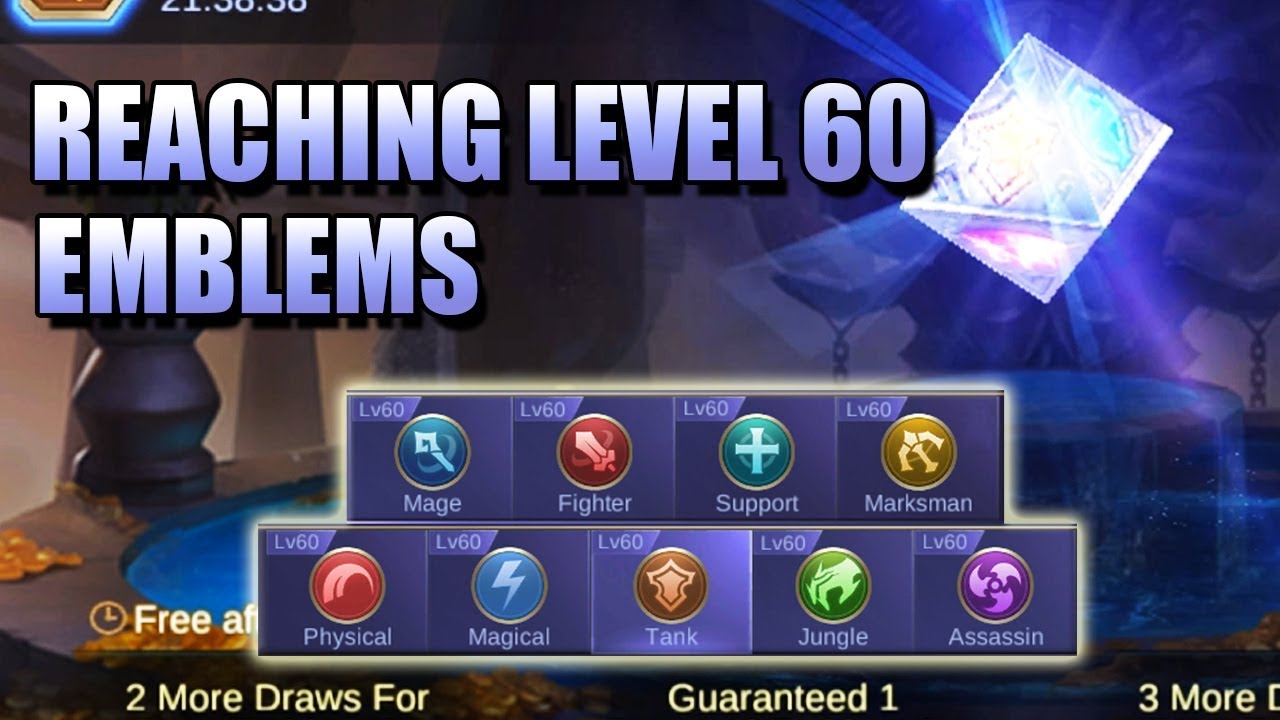 21:38:38
REACHING LEVEL 60
EMBLEMS
Lv60 Lv60 Lv60 Lv60
Mage Fighter Support Marksman
Lv60 Lv60 Lv60 Lv60 Lv60
Physical Magical Tank Jungle Assassin
Free af
2 More Draws For Guaranteed 1 3 More D